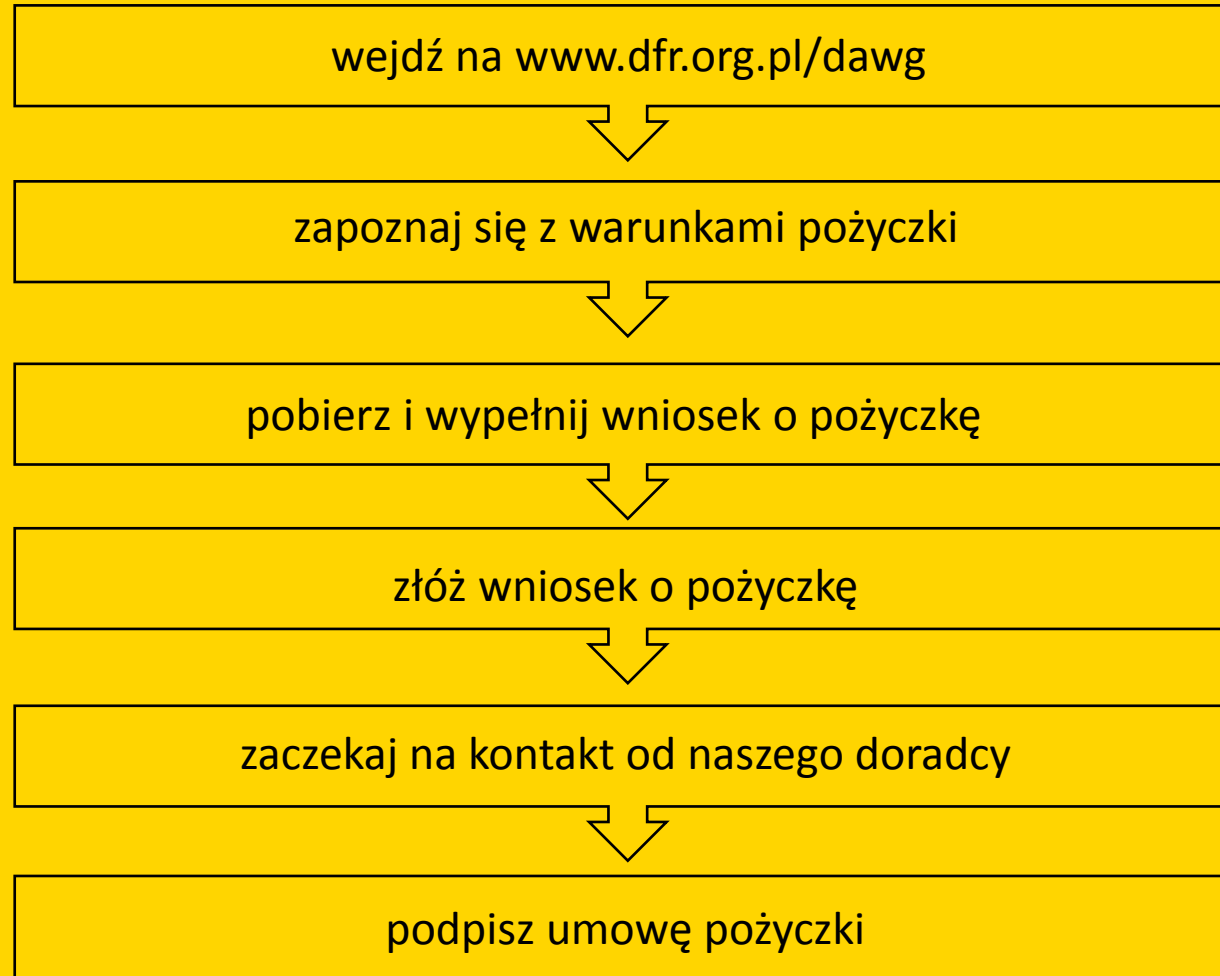 wejdź na www.dfr.org.pl/dawg
zapoznaj się z warunkami pożyczki
pobierz i wypełnij wniosek o pożyczkę
złóż wniosek o pożyczkę
zaczekaj na kontakt od naszego doradcy
podpisz umowę pożyczki